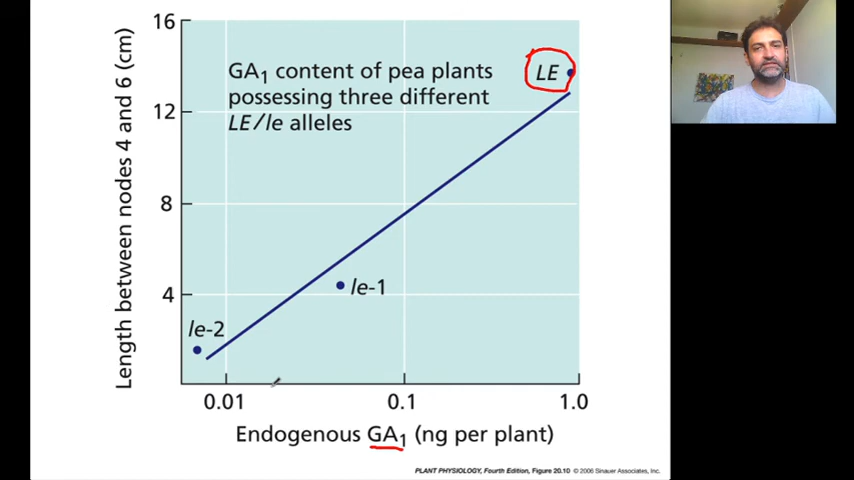 16
GA1 content of pea plants
possessing three different
LE/le alleles
LE
12
8
4
le-1
le-2
Length between nodes 4 and 6 (cm)
0.01 0.1 1.0
Endogenous GA1 (ng per plant)
PLANT PHYSIOLOGY, Fourth Edition, Figure 20.10 © 2006 Sinauer Associates, Inc.